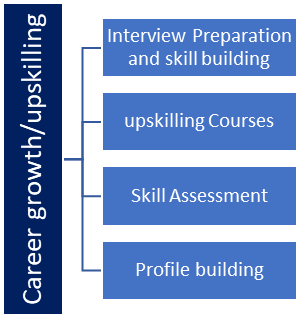 Career growth/upskilling
Interview Preparation
and skill building
upskilling Courses
Skill Assessment
Profile building